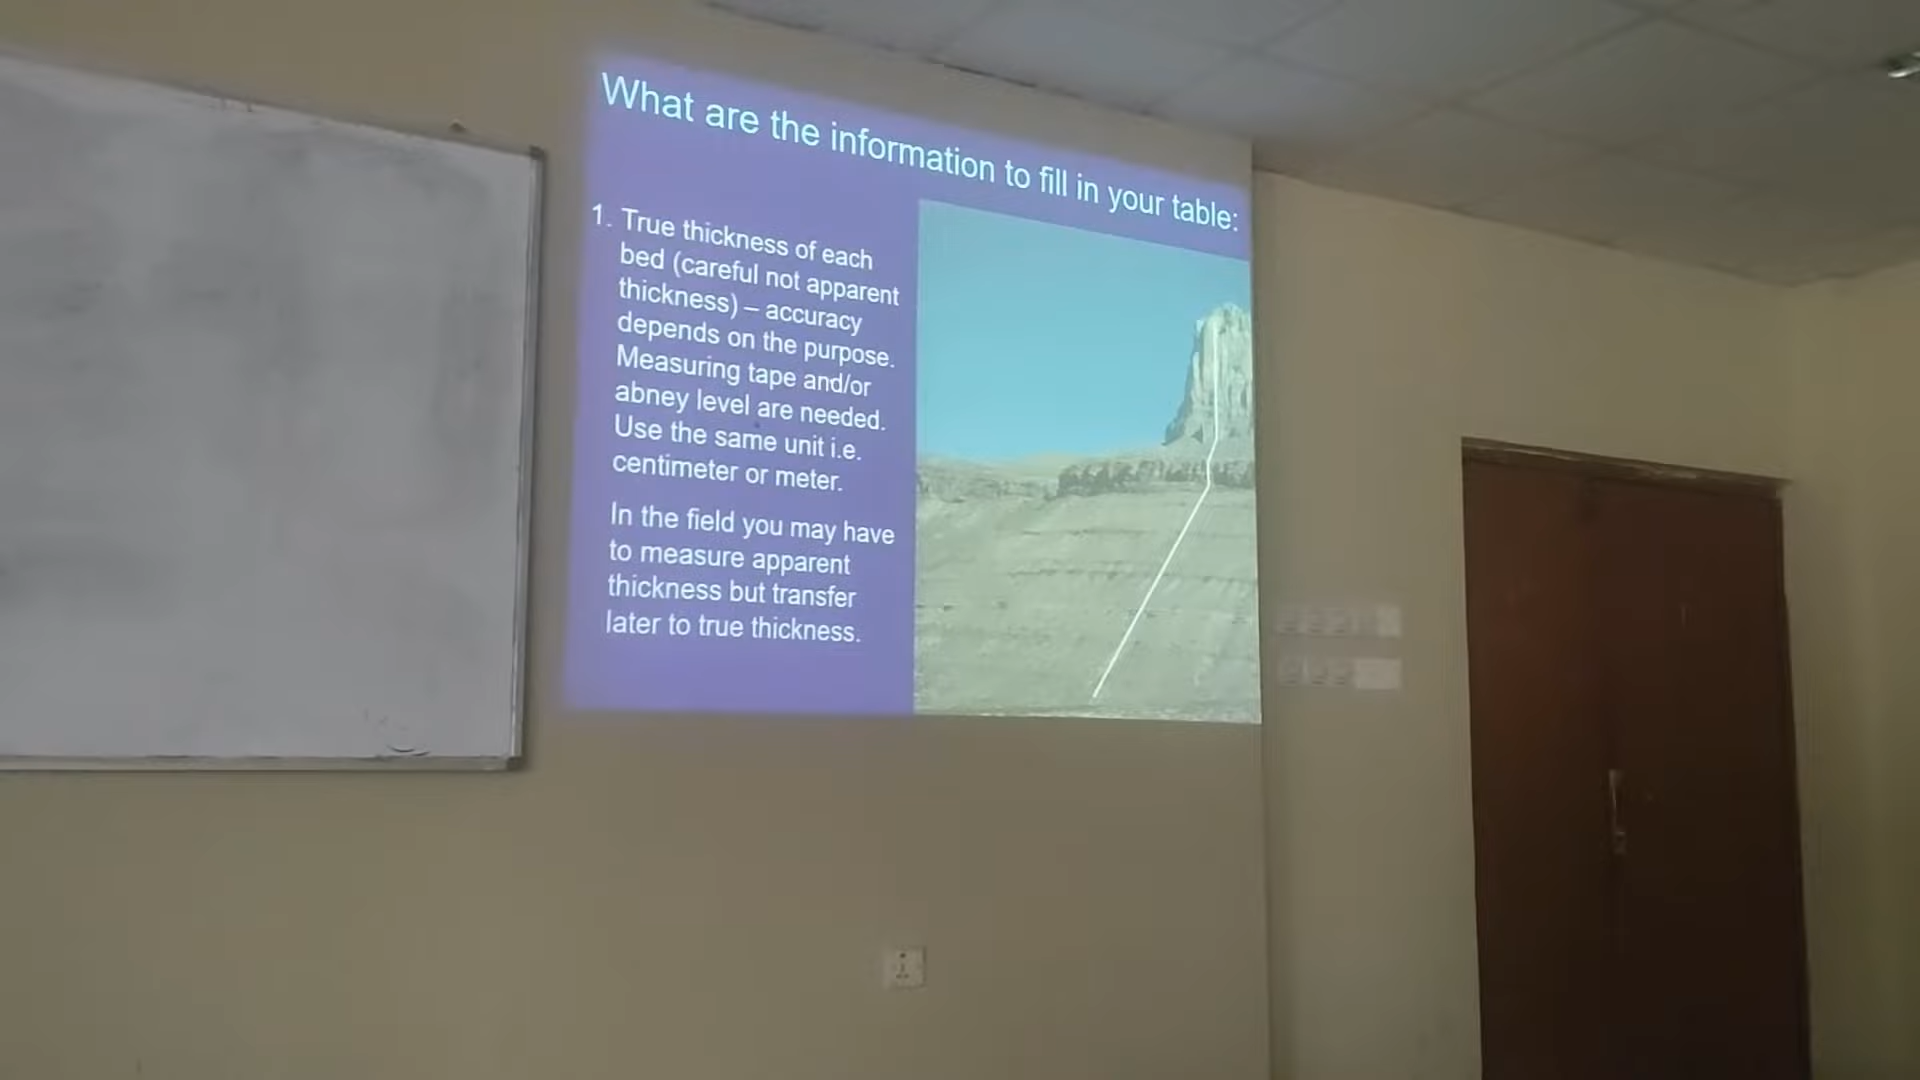 What are the information to fill in your table:
1. True thickness of each
bed (careful not apparent
thickness) – accuracy
depends on the purpose.
Measuring tape and/or
abney level are needed.
Use the same unit i.e.
centimeter or meter.
In the field you may have
to measure apparent
thickness but transfer
later to true thickness.